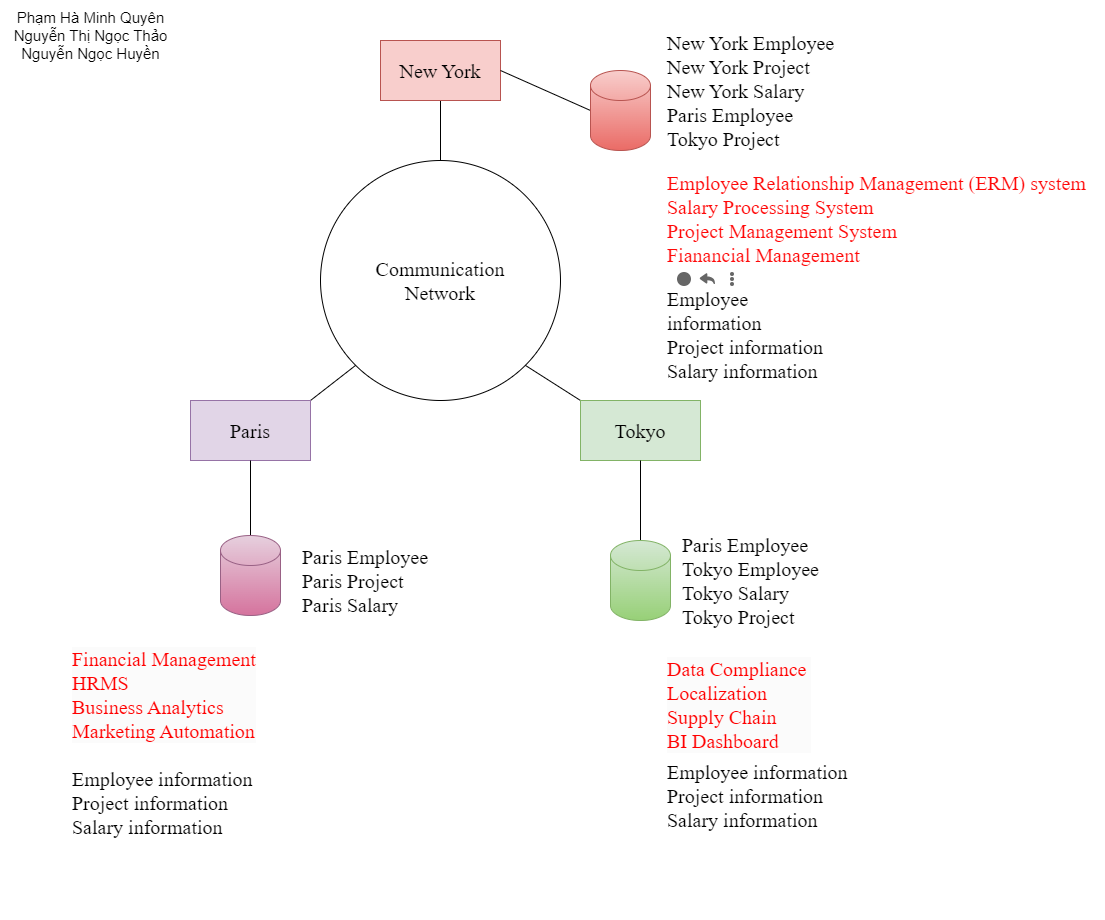 Phạm Hà Minh Quyên
Nguyễn Thị Ngọc Thảo
Nguyễn Ngọc Huyền
New York
New York Employee
New York Project
New York Salary
Paris Employee
Tokyo Project
Employee Relationship Management (ERM) system
Salary Processing System
Project Management System
Fianancial Management
Employee
information
Project information
Salary information
Communication
Network
Paris
Tokyo
Paris Employee
Paris Project
Paris Salary
Paris Employee
Tokyo Employee
Tokyo Salary
Tokyo Project
Financial Management
HRMS
Business Analytics
Marketing Automation
Employee information
Project information
Salary information
Data Compliance
Localization
Supply Chain
BI Dashboard
Employee information
Project information
Salary information